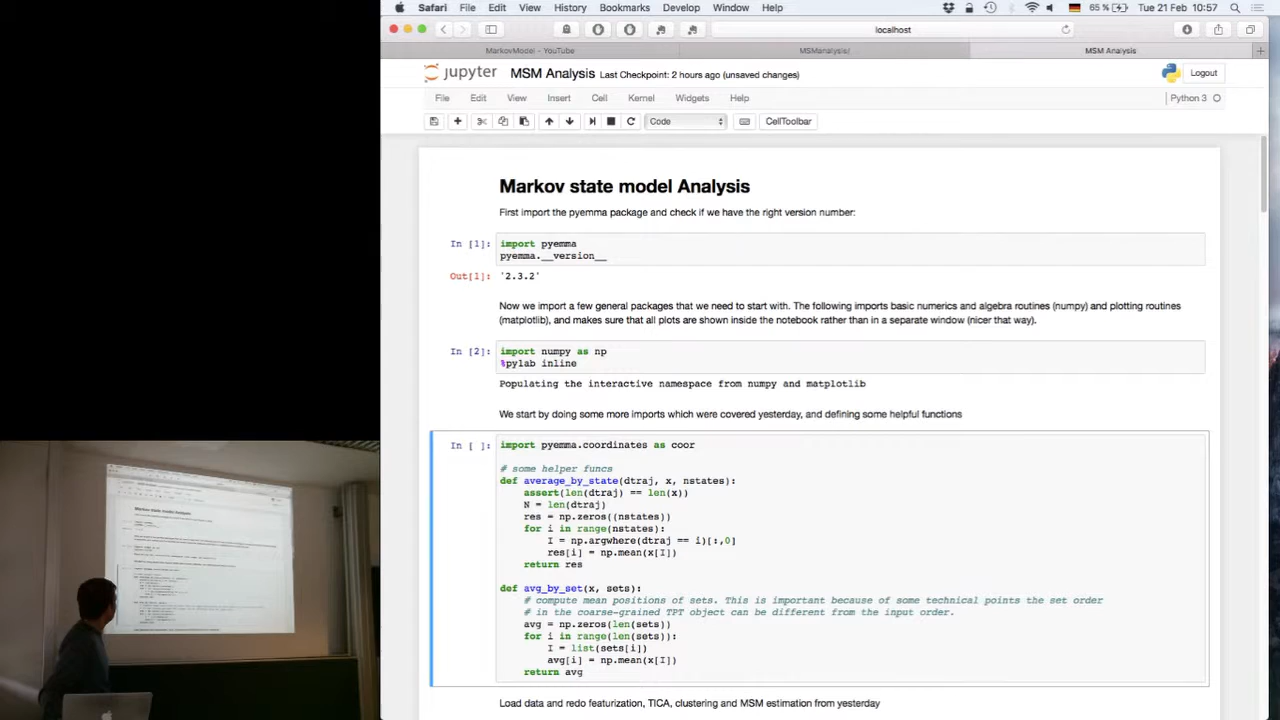 Safari File Edit View History Bookmarks Develop Window Help
65 % Tue 21 Feb 10:57
localhost
MarkovModel - YouTube
MSManalysis/
MSM Analysis
jupyter MSM Analysis Last Checkpoint: 2 hours ago (unsaved changes)
Logout
File Edit View Insert Cell Kernel Widgets Help
Python 3
Code
CellToolbar
Markov state model Analysis
First import the pyemma package and check if we have the right version number:
In [1]: import pyemma
pyemma.__version__
Out[1]: '2.3.2'
Now we import a few general packages that we need to start with. The following imports basic numerics and algebra routines (numpy) and plotting routines
(matplotlib), and makes sure that all plots are shown inside the notebook rather than in a separate window (nicer that way).
In [2]: import numpy as np
%pylab inline
Populating the interactive namespace from numpy and matplotlib
We start by doing some more imports which were covered yesterday, and defining some helpful functions
In [ ]: import pyemma.coordinates as coor
# some helper funcs
def average_by_state(dtraj, x, nstates):
assert(len(dtraj) == len(x))
N = len(dtraj)
res = np.zeros((nstates))
for i in range(nstates):
I = np.argwhere(dtraj == i)[:,0]
res[i] = np.mean(x[I])
return res
def avg_by_set(x, sets):
# compute mean positions of sets. This is important because of some technical points the set order
# in the coarse-grained TPT object can be different from the input order.
avg = np.zeros(len(sets))
for i in range(len(sets)):
I = list(sets[i])
avg[i] = np.mean(x[I])
return avg
Load data and redo featurization, TICA, clustering and MSM estimation from yesterday
Markov state model Analysis